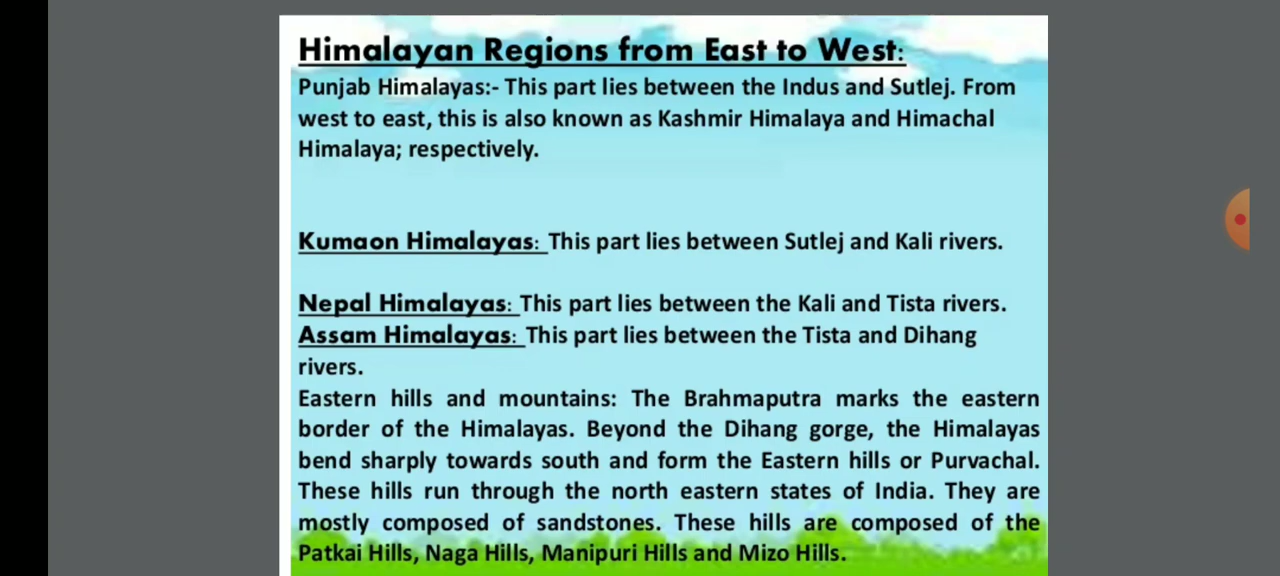 Himalayan Regions from East to West:
Punjab Himalayas:- This part lies between the Indus and Sutlej. From
west to east, this is also known as Kashmir Himalaya and Himachal
Himalaya; respectively.
Kumaon Himalayas: This part lies between Sutlej and Kali rivers.
Nepal Himalayas: This part lies between the Kali and Tista rivers.
Assam Himalayas: This part lies between the Tista and Dihang
rivers.
Eastern hills and mountains: The Brahmaputra marks the eastern
border of the Himalayas. Beyond the Dihang gorge, the Himalayas
bend sharply towards south and form the Eastern hills or Purvachal.
These hills run through the north eastern states of India. They are
mostly composed of sandstones. These hills are composed of the
Patkai Hills, Naga Hills, Manipuri Hills and Mizo Hills.